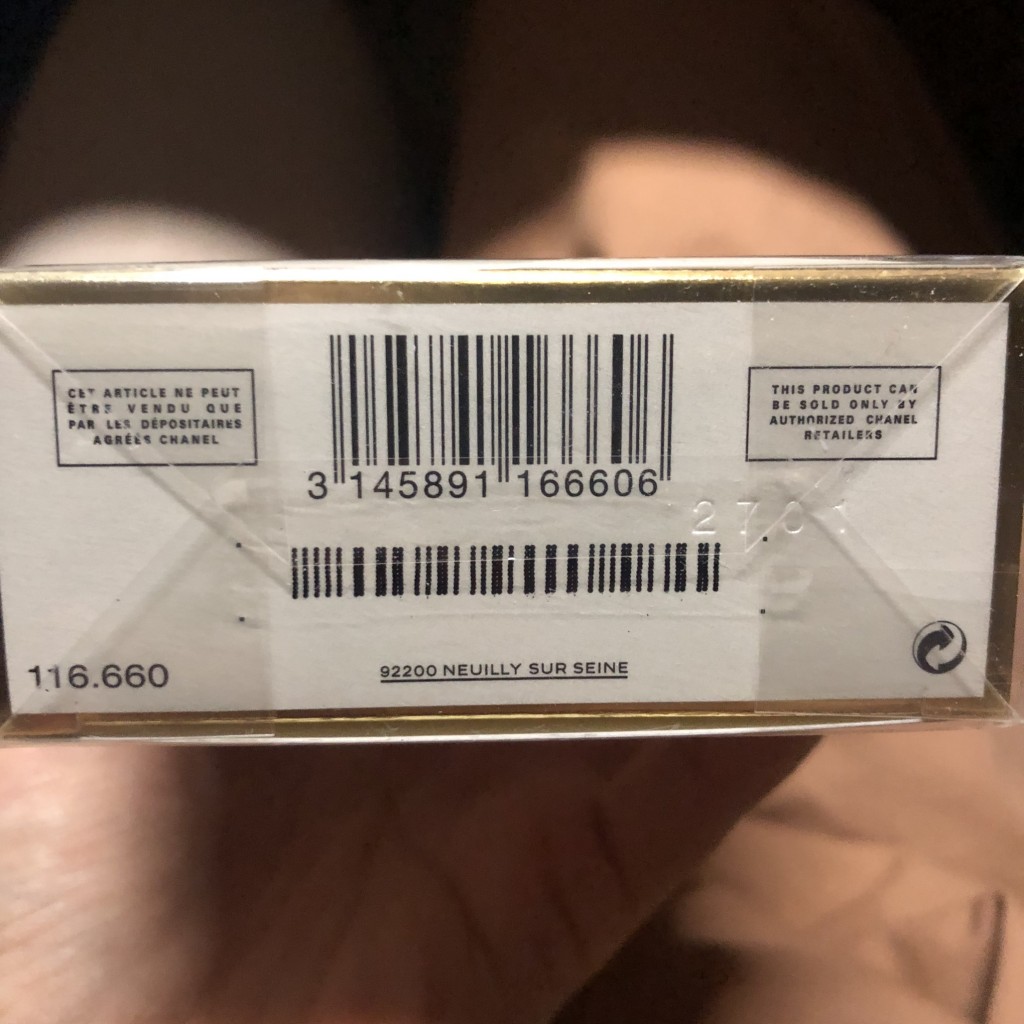 CET ARTICLE NE PEUT
ÊTRE VENDU QUE
PAR LES DÉPOSITAIRES
AGRÉÉS CHANEL
3 145891 166606
THIS PRODUCT CAN
BE SOLD ONLY BY
AUTHORIZED CHANEL
RETAILERS
2701
116.660
92200 NEUILLY SUR SEINE